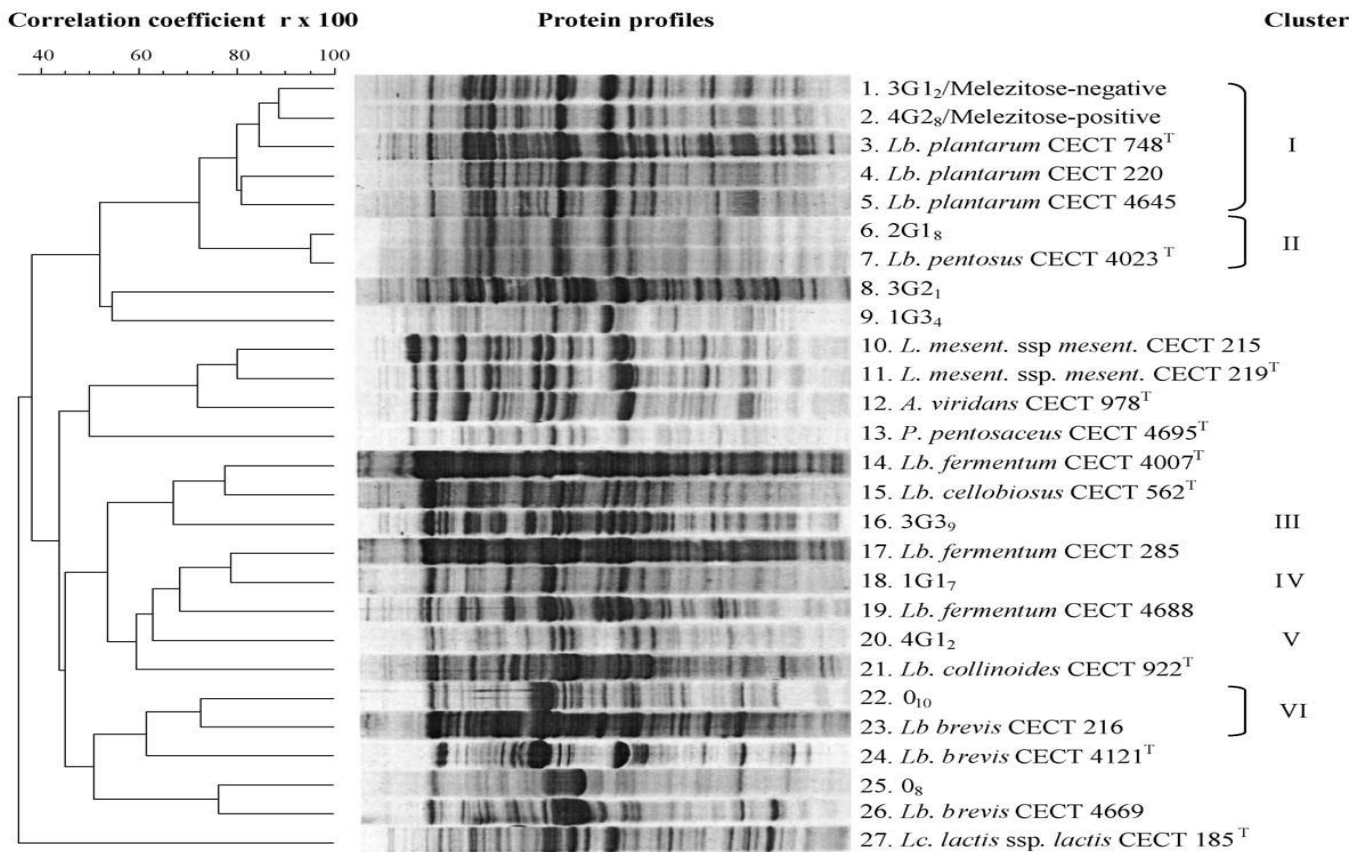 Correlation coefficient r x 100 Protein profiles Cluster
40 60 80 100
1. 3G1₂/Melezitose-negative
2. 4G2₈/Melezitose-positive
3. Lb. plantarum CECT 748ᵀ I
4. Lb. plantarum CECT 220
5. Lb. plantarum CECT 4645
6. 2G1₈ II
7. Lb. pentosus CECT 4023 ᵀ
8. 3G2₁
9. 1G3₄
10. L. mesent. ssp mesent. CECT 215
11. L. mesent. ssp. mesent. CECT 219ᵀ
12. A. viridans CECT 978ᵀ
13. P. pentosaceus CECT 4695ᵀ
14. Lb. fermentum CECT 4007ᵀ
15. Lb. cellobiosus CECT 562ᵀ
16. 3G3₉ III
17. Lb. fermentum CECT 285
18. 1G1₇ IV
19. Lb. fermentum CECT 4688
20. 4G1₂ V
21. Lb. collinoides CECT 922ᵀ
22. 0₁₀ VI
23. Lb brevis CECT 216
24. Lb. brevis CECT 4121ᵀ
25. 0₈
26. Lb. brevis CECT 4669
27. Lc. lactis ssp. lactis CECT 185ᵀ